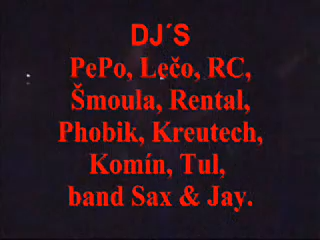 DJ´S
PePo, Lečo, RC,
Šmoula, Rental,
Phobik, Kreutech,
Komín, Tul,
band Sax & Jay.